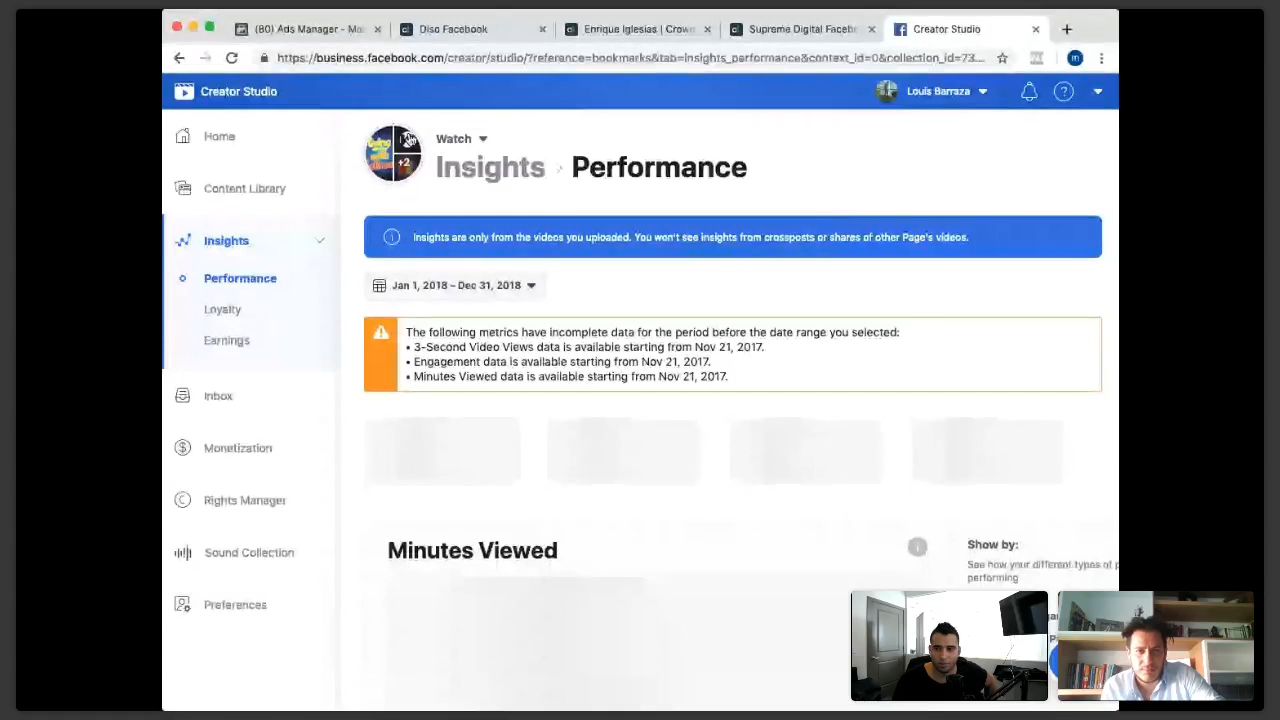 (80) Ads Manager - Ma
Diso Facebook
Enrique Iglesias | Crown
Supreme Digital Faceb
Creator Studio
https://business.facebook.com/creator/studio/?reference=bookmarks&tab=insights_performance&context_id=0&collection_id=73...
m
Creator Studio
Louis Barraza
Home
Content Library
Insights
Performance
Loyalty
Earnings
Inbox
Monetization
Rights Manager
Sound Collection
Preferences
+2
Watch
Insights › Performance
Insights are only from the videos you uploaded. You won't see insights from crossposts or shares of other Page's videos.
Jan 1, 2018 – Dec 31, 2018
The following metrics have incomplete data for the period before the date range you selected:
• 3-Second Video Views data is available starting from Nov 21, 2017.
• Engagement data is available starting from Nov 21, 2017.
• Minutes Viewed data is available starting from Nov 21, 2017.
Minutes Viewed
Show by:
See how your different types of p
performing